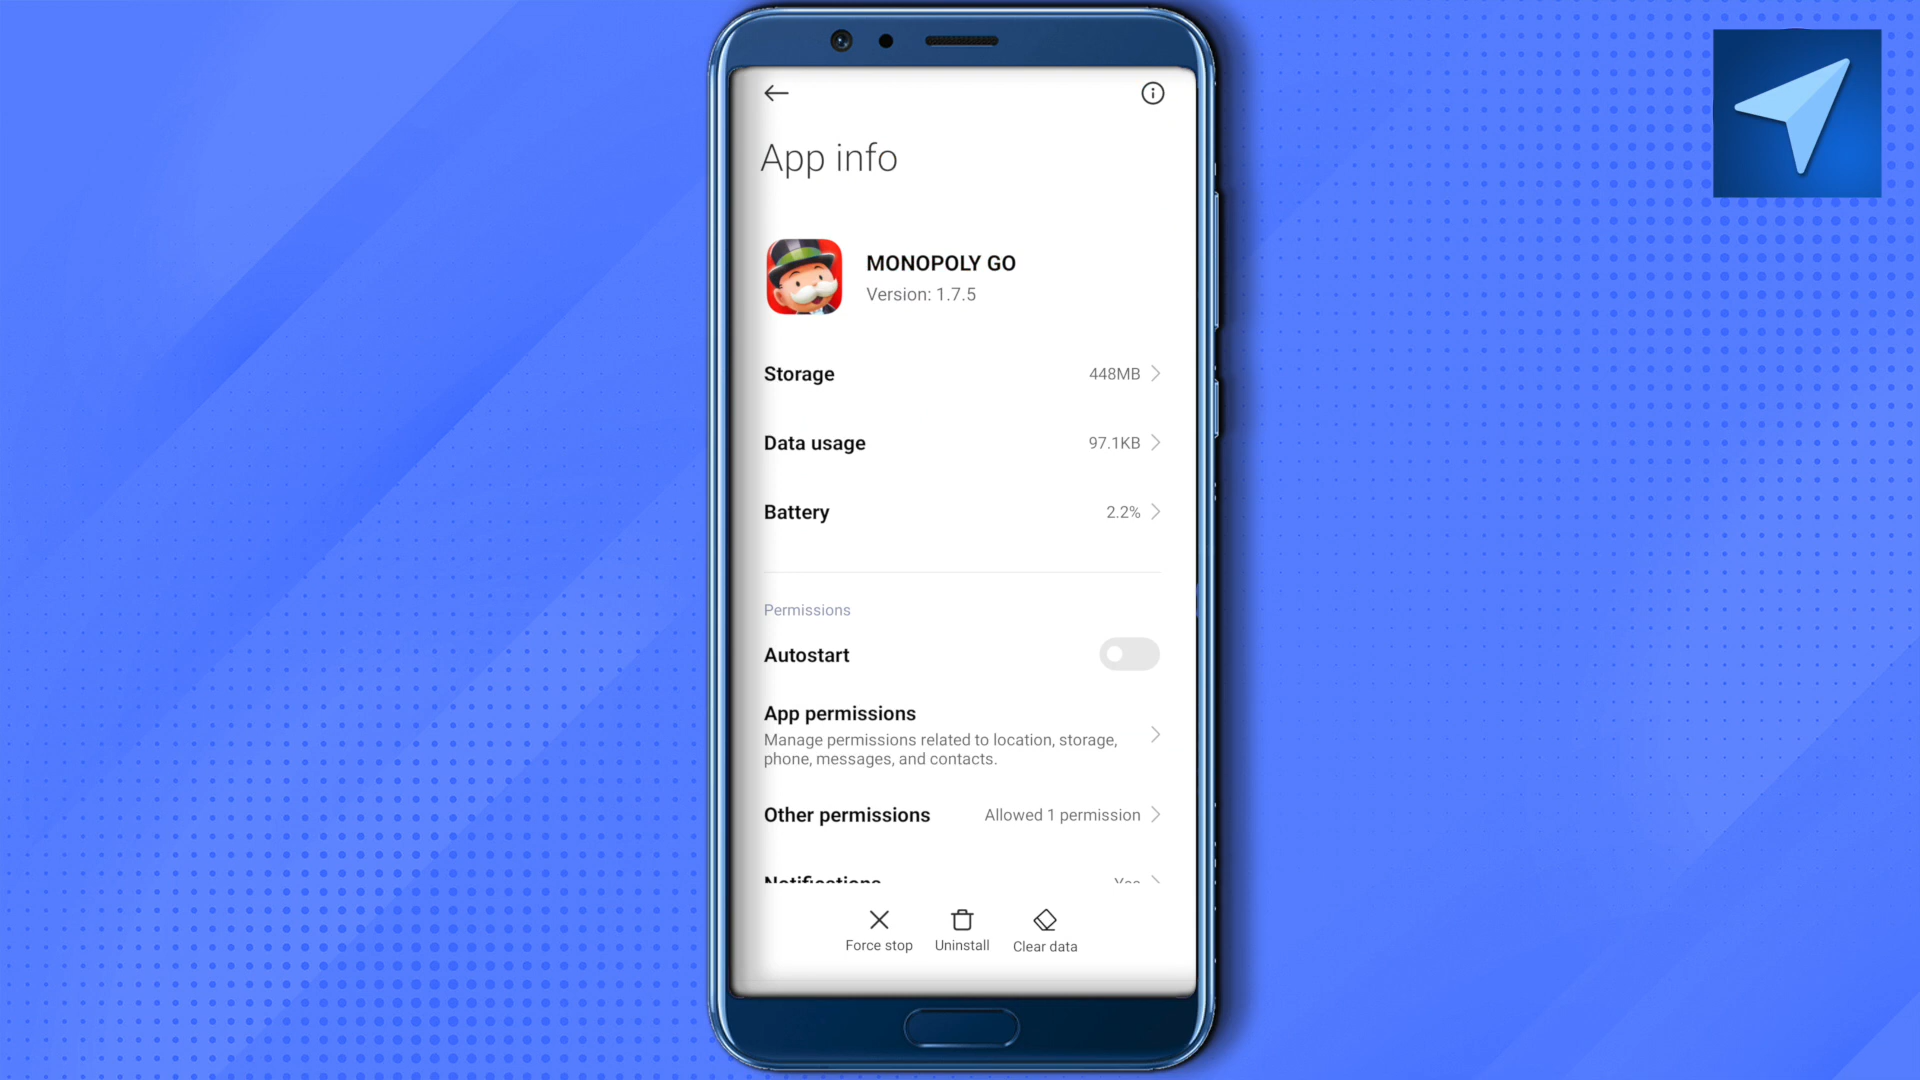 App info
MONOPOLY GO
Version: 1.7.5
Storage 448MB
Data usage 97.1KB
Battery 2.2%
Permissions
Autostart
App permissions
Manage permissions related to location, storage,
phone, messages, and contacts.
Other permissions Allowed 1 permission
Notifications Yes
Force stop Uninstall Clear data